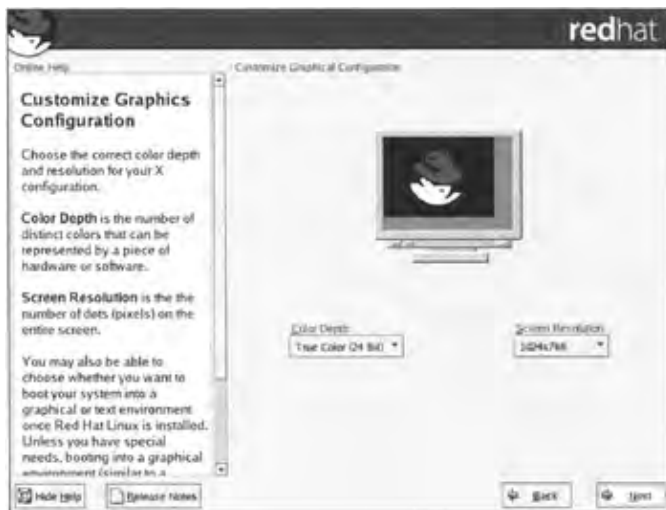 redhat
Online Help
Customize Graphical Configuration
Customize Graphics
Configuration
Choose the correct color depth
and resolution for your X
configuration.
Color Depth is the number of
distinct colors that can be
represented by a piece of
hardware or software.
Screen Resolution is the the
number of dots (pixels) on the
entire screen.
You may also be able to
choose whether you want to
boot your system into a
graphical or text environment
once Red Hat Linux is installed.
Unless you have special
needs, booting into a graphical
environment (similar to a
Color Depth
True Color (24 Bit)
Screen Resolution
1024x768
Hide Help
Release Notes
Back
Next